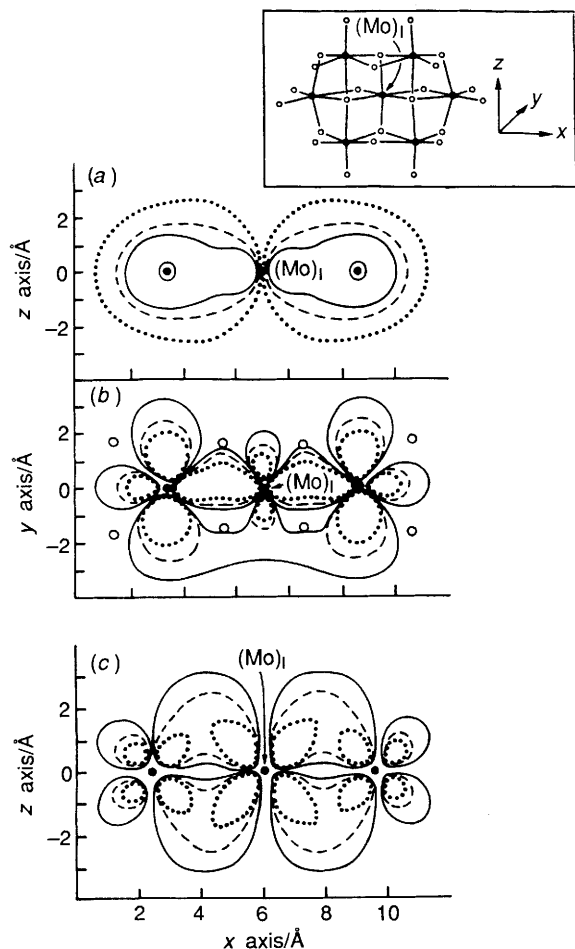 (Mo)I
z
y
x
(a)
2
0
−2
z axis/Å
(Mo)I
(b)
2
0
−2
y axis/Å
(Mo)I
(c)
(Mo)I
2
0
−2
z axis/Å
2 4 6 8 10
x axis/Å